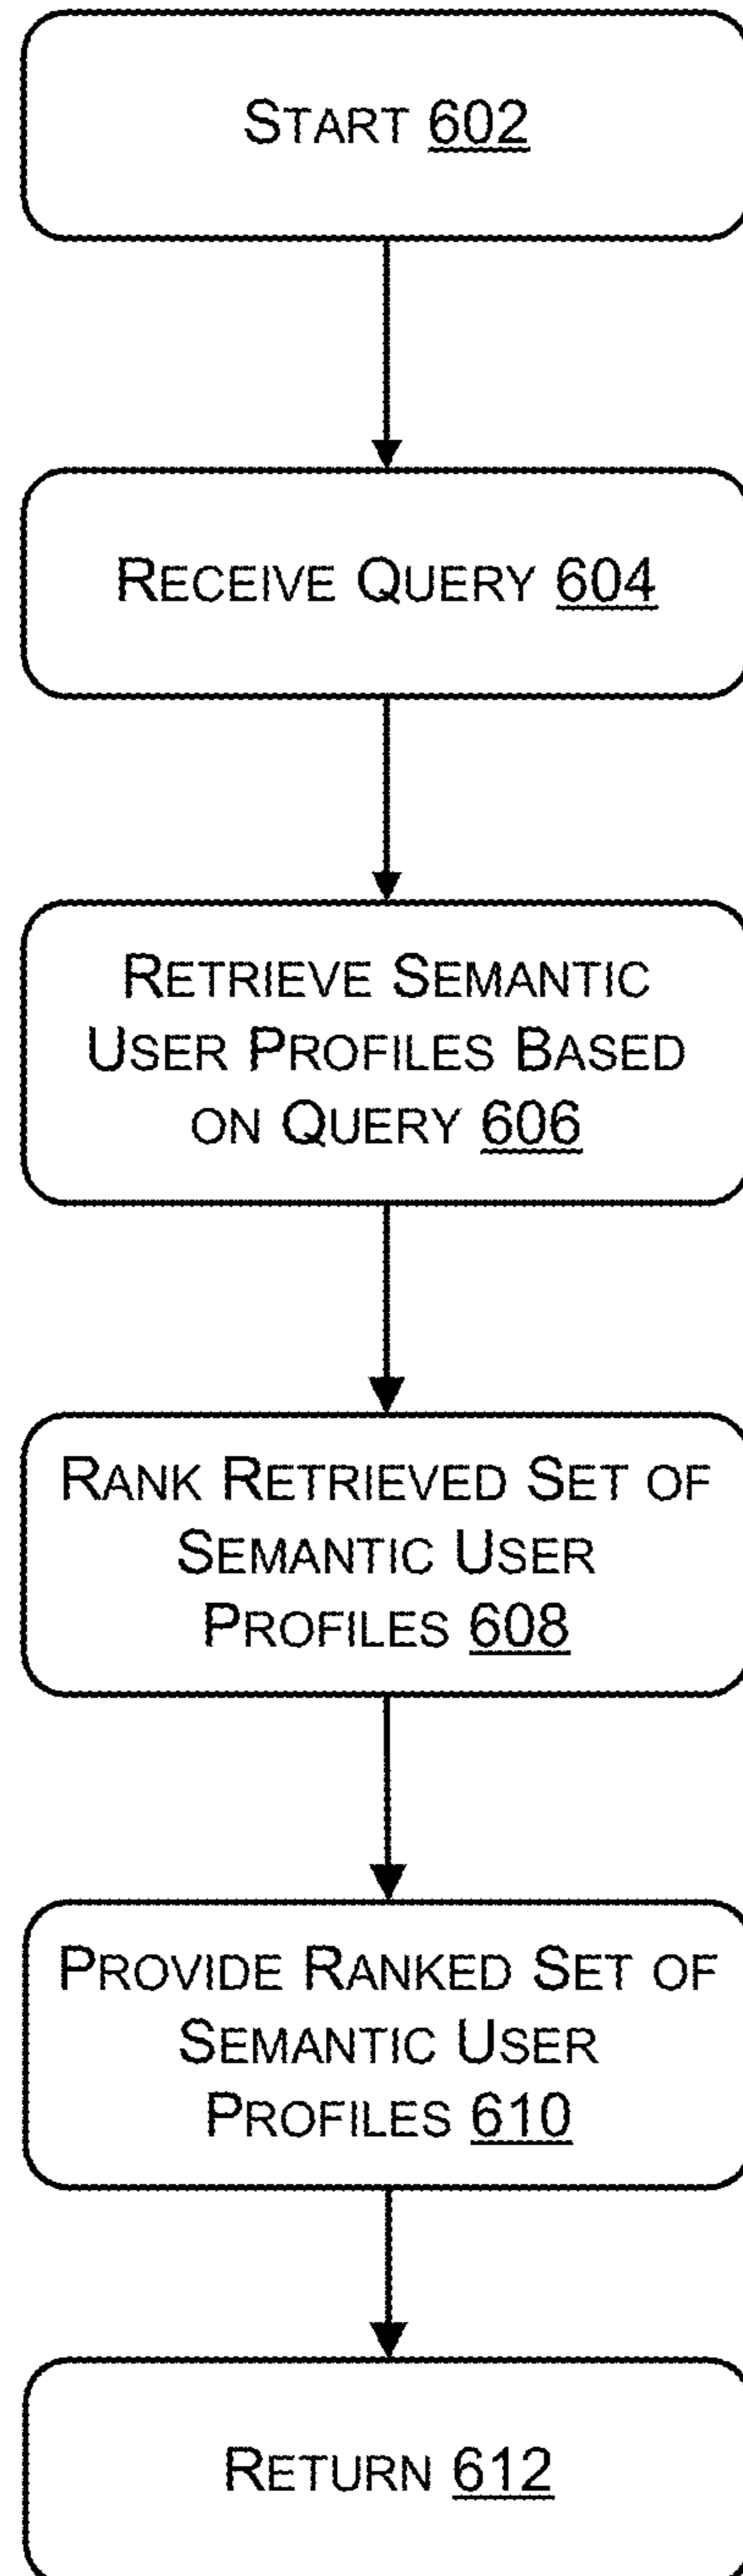 START 602
RECEIVE QUERY 604
RETRIEVE SEMANTIC
USER PROFILES BASED
ON QUERY 606
RANK RETRIEVED SET OF
SEMANTIC USER
PROFILES 608
PROVIDE RANKED SET OF
SEMANTIC USER
PROFILES 610
RETURN 612